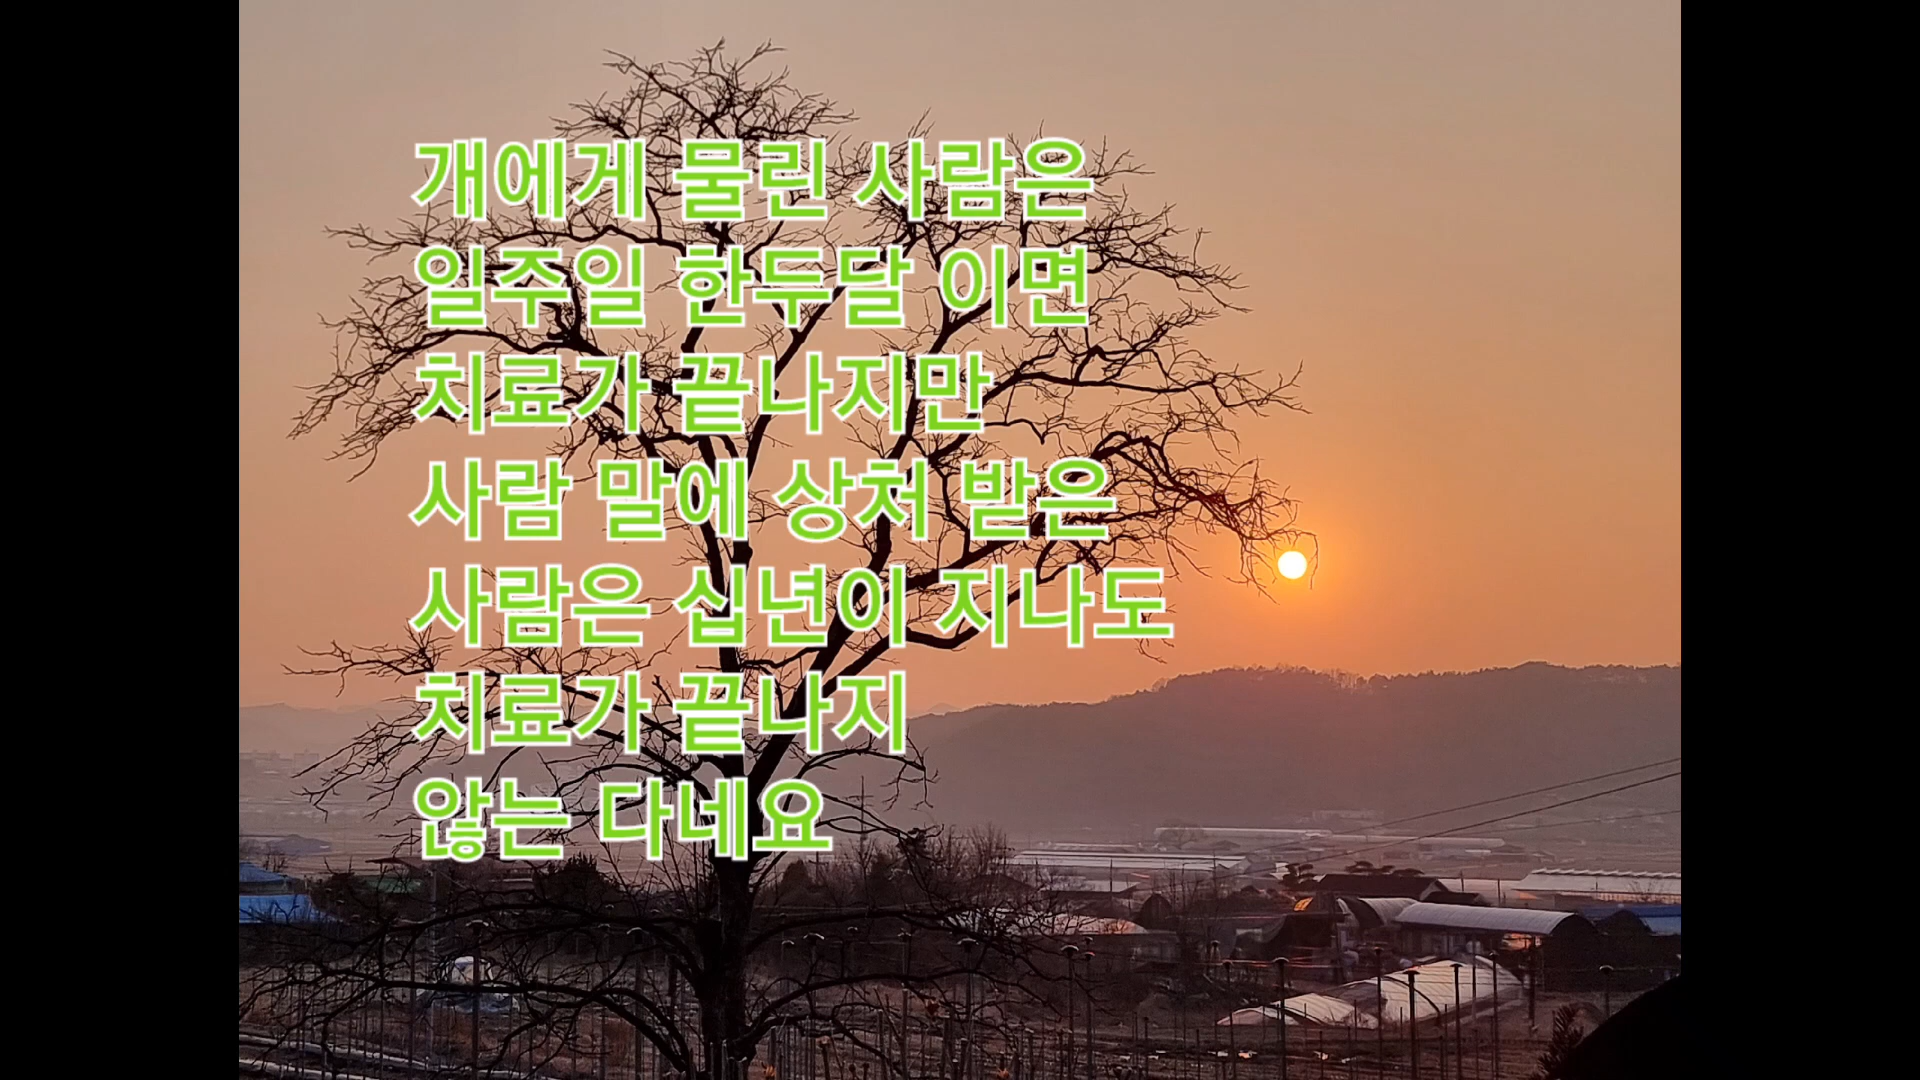 개에게 물린 사람은
일주일 한두달 이면
치료가 끝나지만
사람 말에 상처 받은
사람은 십년이 지나도
치료가 끝나지
않는 다네요